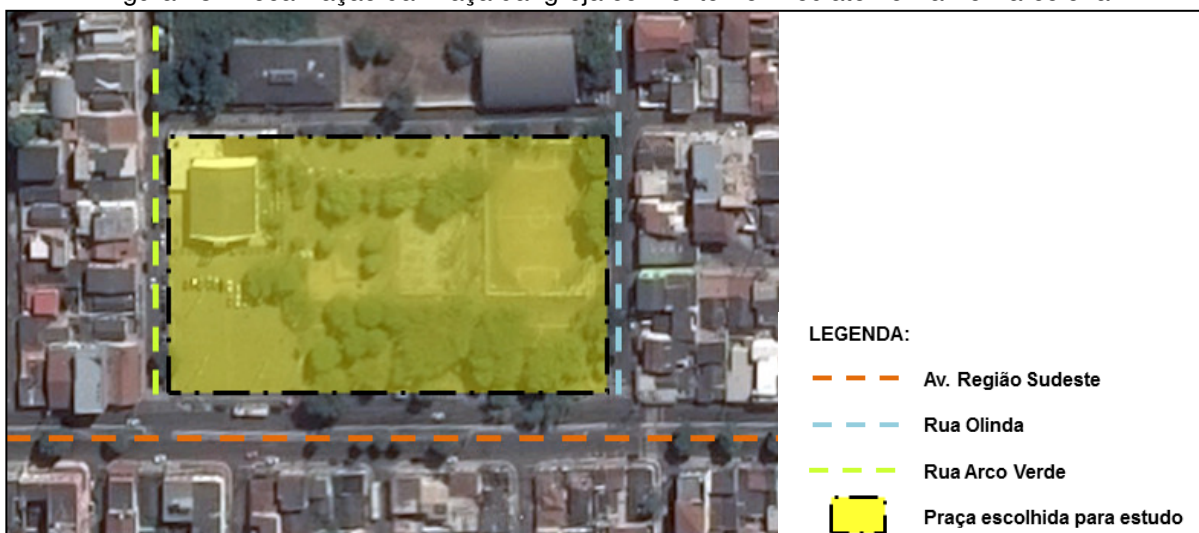 LEGENDA:
Av. Região Sudeste
Rua Olinda
Rua Arco Verde
Praça escolhida para estudo